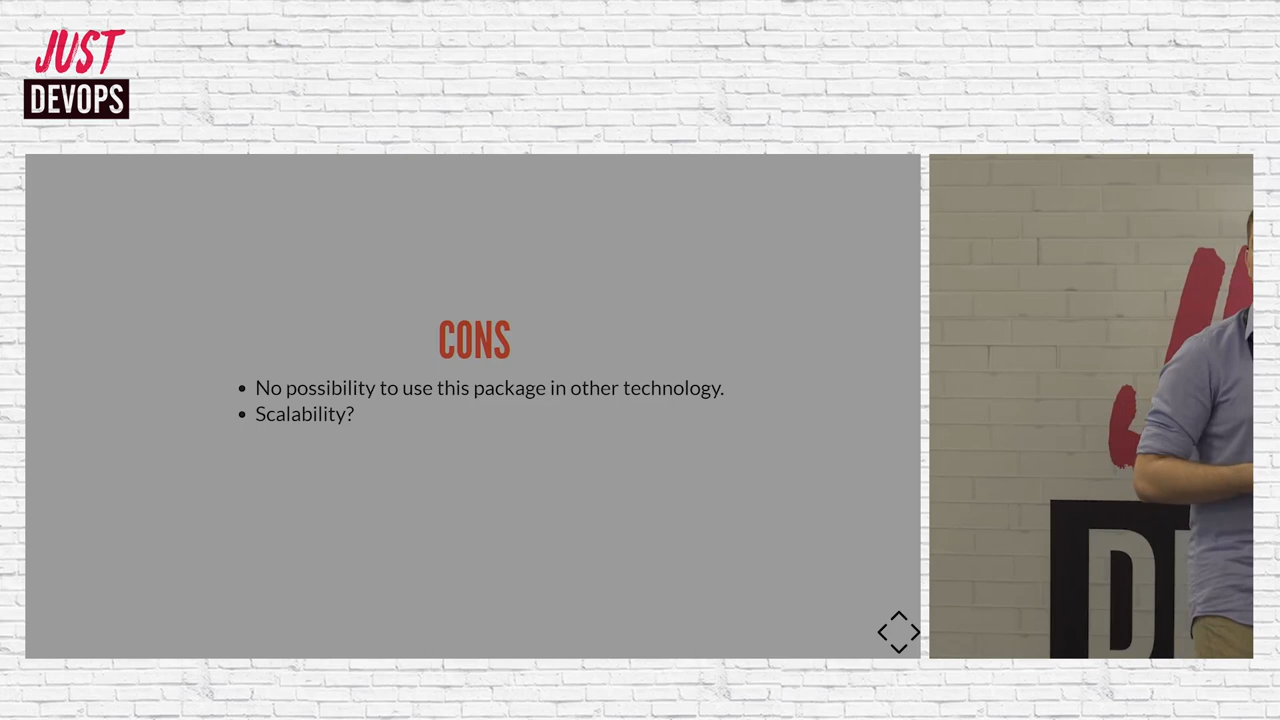 JUST
DEVOPS
CONS
No possibility to use this package in other technology.
Scalability?
D